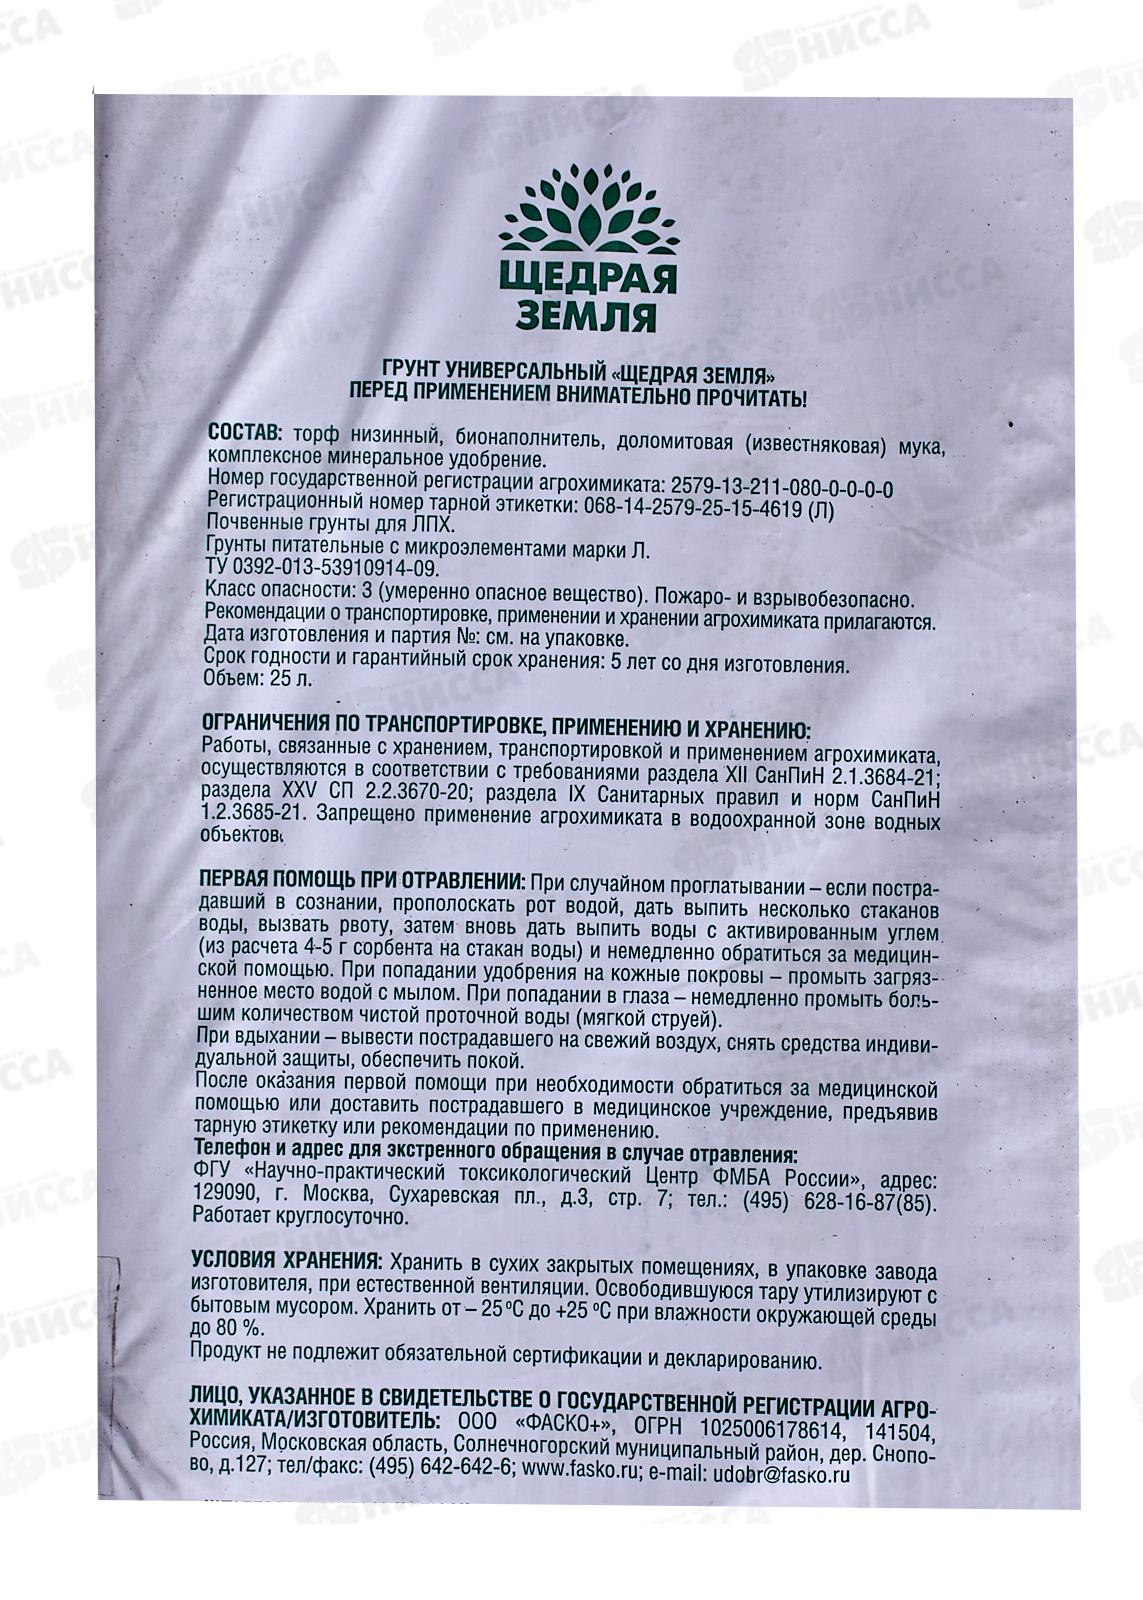 ЩЕДРАЯ
ЗЕМЛЯ
ГРУНТ УНИВЕРСАЛЬНЫЙ «ЩЕДРАЯ ЗЕМЛЯ»
ПЕРЕД ПРИМЕНЕНИЕМ ВНИМАТЕЛЬНО ПРОЧИТАТЬ!
СОСТАВ: торф низинный, бионаполнитель, доломитовая (известняковая) мука,
комплексное минеральное удобрение.
Номер государственной регистрации агрохимиката: 2579-13-211-080-0-0-0-0
Регистрационный номер тарной этикетки: 068-14-2579-25-15-4619 (Л)
Почвенные грунты для ЛПХ.
Грунты питательные с микроэлементами марки Л.
ТУ 0392-013-53910914-09.
Класс опасности: 3 (умеренно опасное вещество). Пожаро- и взрывобезопасно.
Рекомендации о транспортировке, применении и хранении агрохимиката прилагаются.
Дата изготовления и партия №: см. на упаковке.
Срок годности и гарантийный срок хранения: 5 лет со дня изготовления.
Объем: 25 л.
ОГРАНИЧЕНИЯ ПО ТРАНСПОРТИРОВКЕ, ПРИМЕНЕНИЮ И ХРАНЕНИЮ:
Работы, связанные с хранением, транспортировкой и применением агрохимиката,
осуществляются в соответствии с требованиями раздела XII СанПиН 2.1.3684-21;
раздела XXV СП 2.2.3670-20; раздела IX Санитарных правил и норм СанПиН
1.2.3685-21. Запрещено применение агрохимиката в водоохранной зоне водных
объектов.
ПЕРВАЯ ПОМОЩЬ ПРИ ОТРАВЛЕНИИ: При случайном проглатывании – если постра-
давший в сознании, прополоскать рот водой, дать выпить несколько стаканов
воды, вызвать рвоту, затем вновь дать выпить воды с активированным углем
(из расчета 4-5 г сорбента на стакан воды) и немедленно обратиться за медицин-
ской помощью. При попадании удобрения на кожные покровы – промыть загряз-
ненное место водой с мылом. При попадании в глаза – немедленно промыть боль-
шим количеством чистой проточной воды (мягкой струей).
При вдыхании – вывести пострадавшего на свежий воздух, снять средства индиви-
дуальной защиты, обеспечить покой.
После оказания первой помощи при необходимости обратиться за медицинской
помощью или доставить пострадавшего в медицинское учреждение, предъявив
тарную этикетку или рекомендации по применению.
Телефон и адрес для экстренного обращения в случае отравления:
ФГУ «Научно-практический токсикологический Центр ФМБА России», адрес:
129090, г. Москва, Сухаревская пл., д.3, стр. 7; тел.: (495) 628-16-87(85).
Работает круглосуточно.
УСЛОВИЯ ХРАНЕНИЯ: Хранить в сухих закрытых помещениях, в упаковке завода
изготовителя, при естественной вентиляции. Освободившуюся тару утилизируют с
бытовым мусором. Хранить от – 25 ºС до +25 ºС при влажности окружающей среды
до 80 %.
Продукт не подлежит обязательной сертификации и декларированию.
ЛИЦО, УКАЗАННОЕ В СВИДЕТЕЛЬСТВЕ О ГОСУДАРСТВЕННОЙ РЕГИСТРАЦИИ АГРО-
ХИМИКАТА/ИЗГОТОВИТЕЛЬ: ООО «ФАСКО+», ОГРН 1025006178614, 141504,
Россия, Московская область, Солнечногорский муниципальный район, дер. Снопо-
во, д.127; тел/факс: (495) 642-642-6; www.fasko.ru; e-mail: udobr@fasko.ru